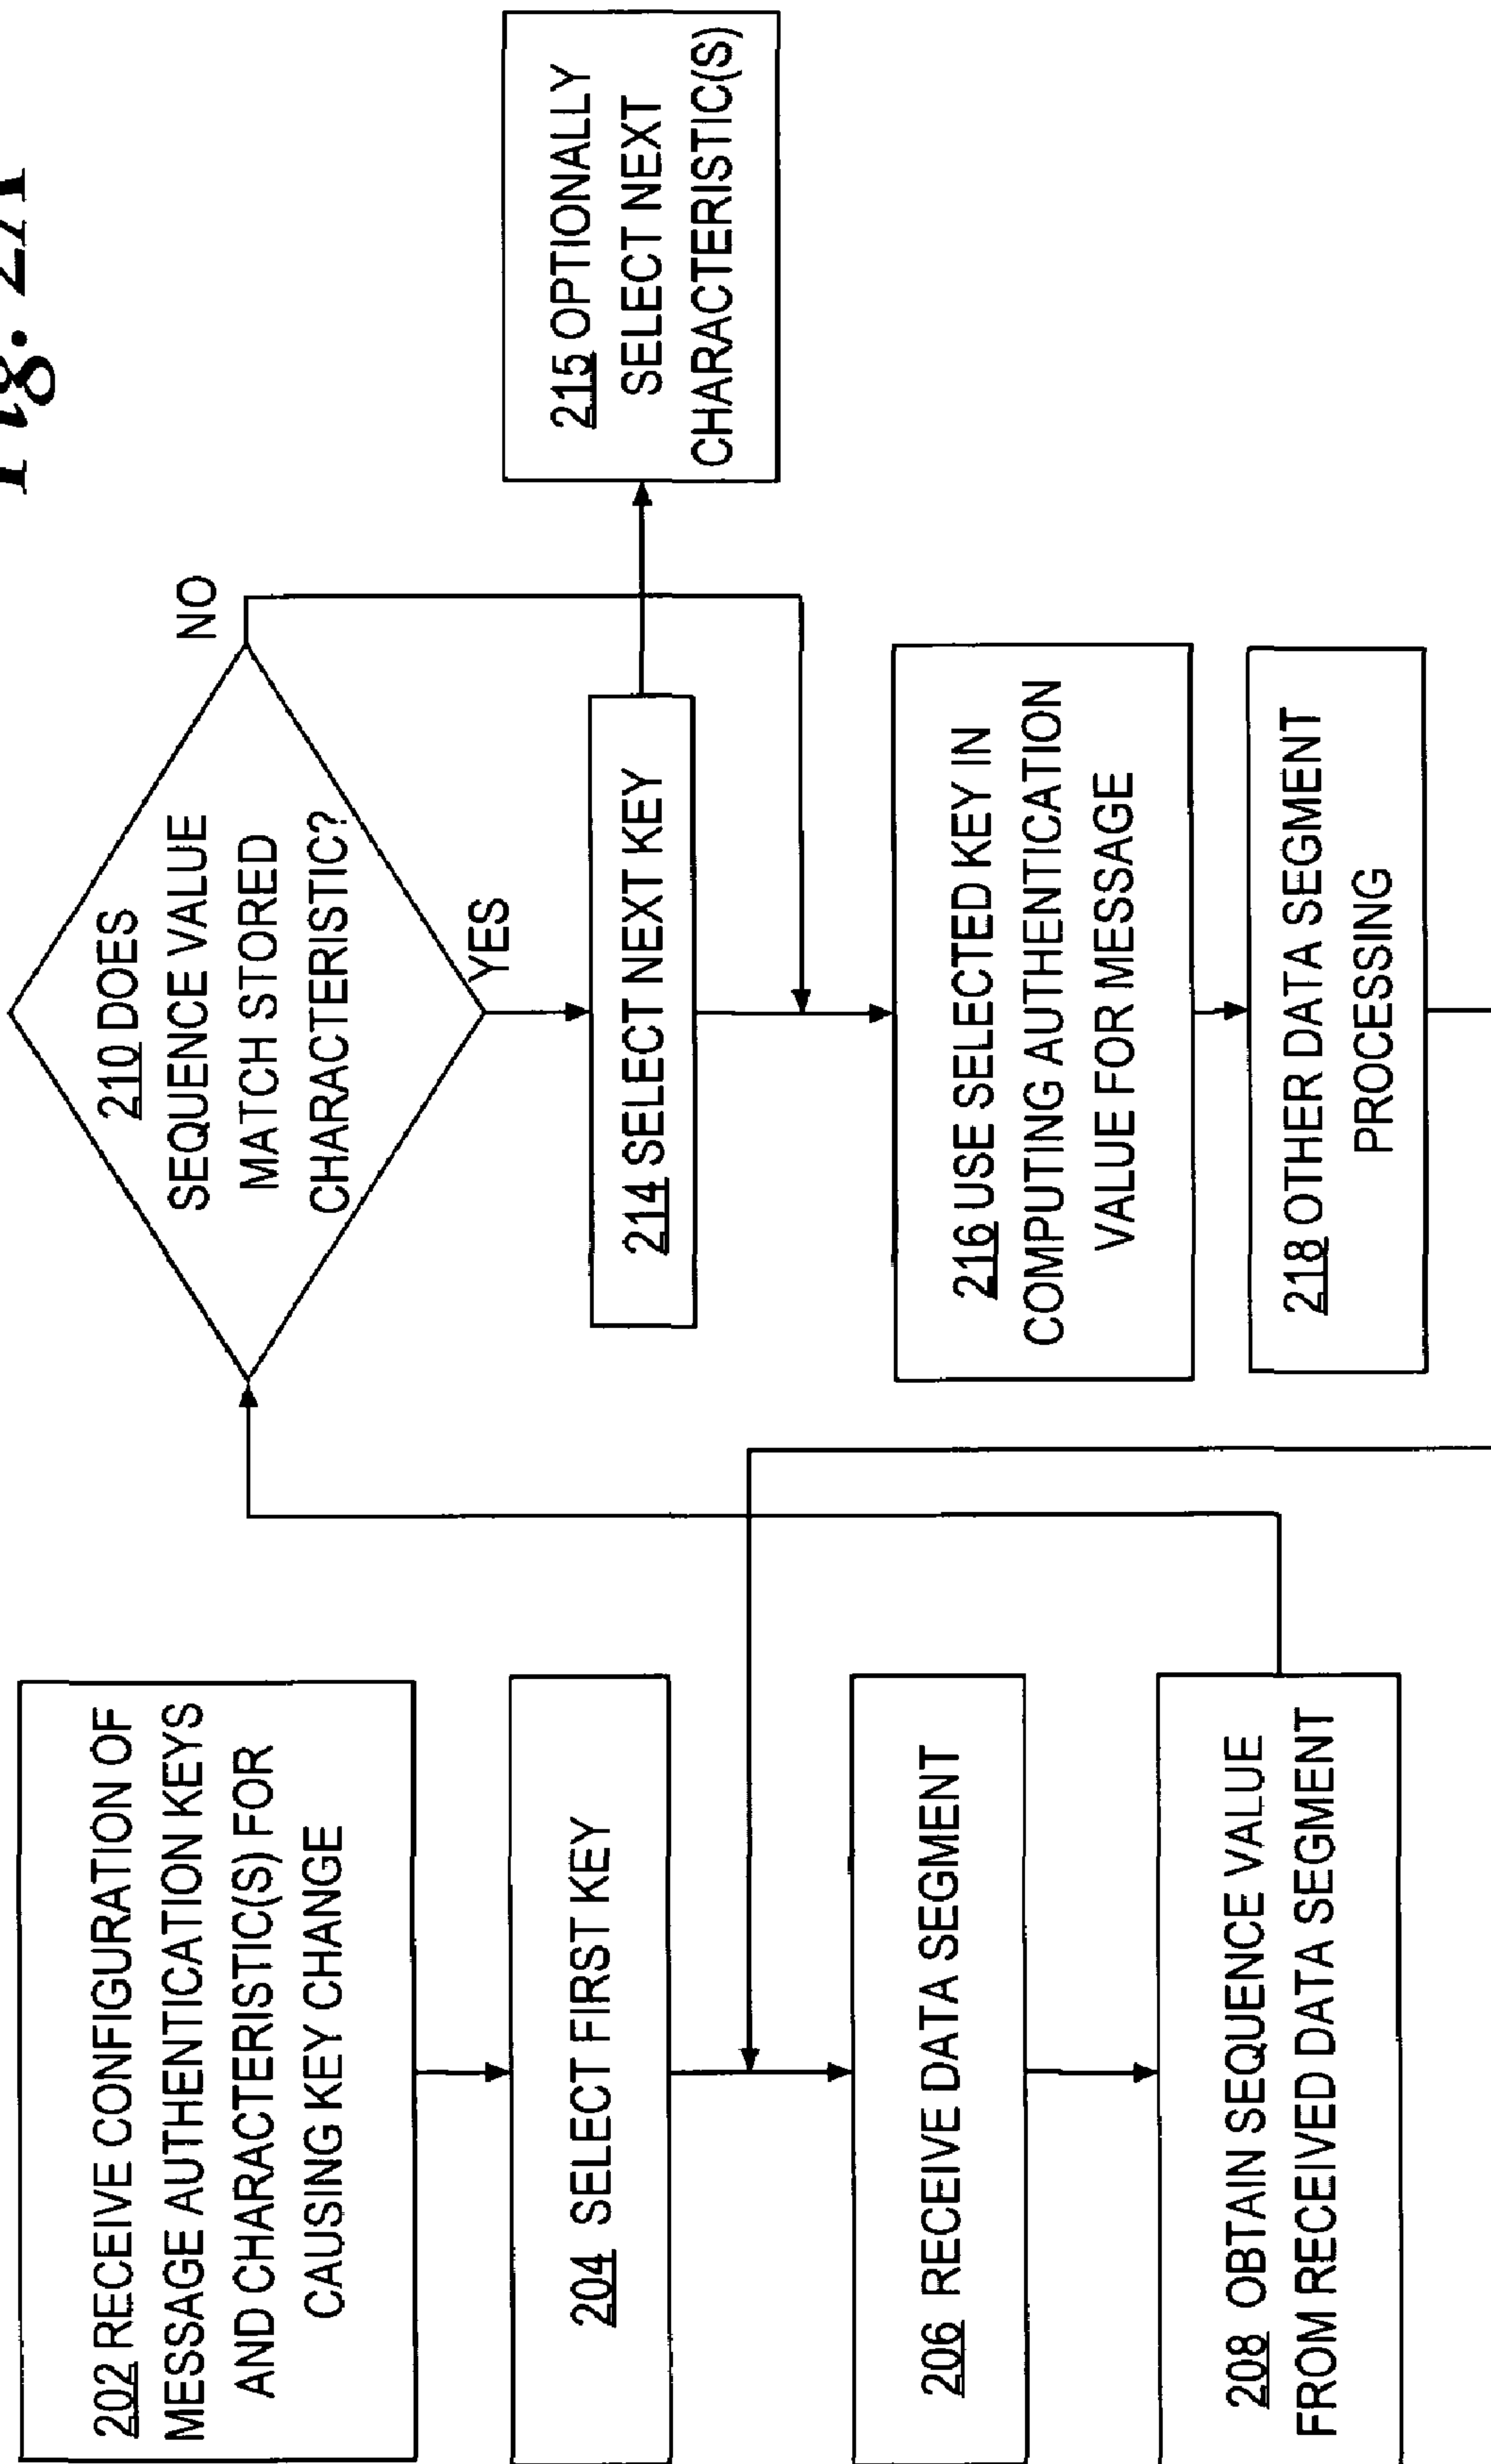 Fig. 2A
202 RECEIVE CONFIGURATION OF
MESSAGE AUTHENTICATION KEYS
AND CHARACTERISTIC(S) FOR
CAUSING KEY CHANGE
204 SELECT FIRST KEY
206 RECEIVE DATA SEGMENT
208 OBTAIN SEQUENCE VALUE
FROM RECEIVED DATA SEGMENT
210 DOES
SEQUENCE VALUE
MATCH STORED
CHARACTERISTIC?
NO
YES
214 SELECT NEXT KEY
215 OPTIONALLY
SELECT NEXT
CHARACTERISTIC(S)
216 USE SELECTED KEY IN
COMPUTING AUTHENTICATION
VALUE FOR MESSAGE
218 OTHER DATA SEGMENT
PROCESSING